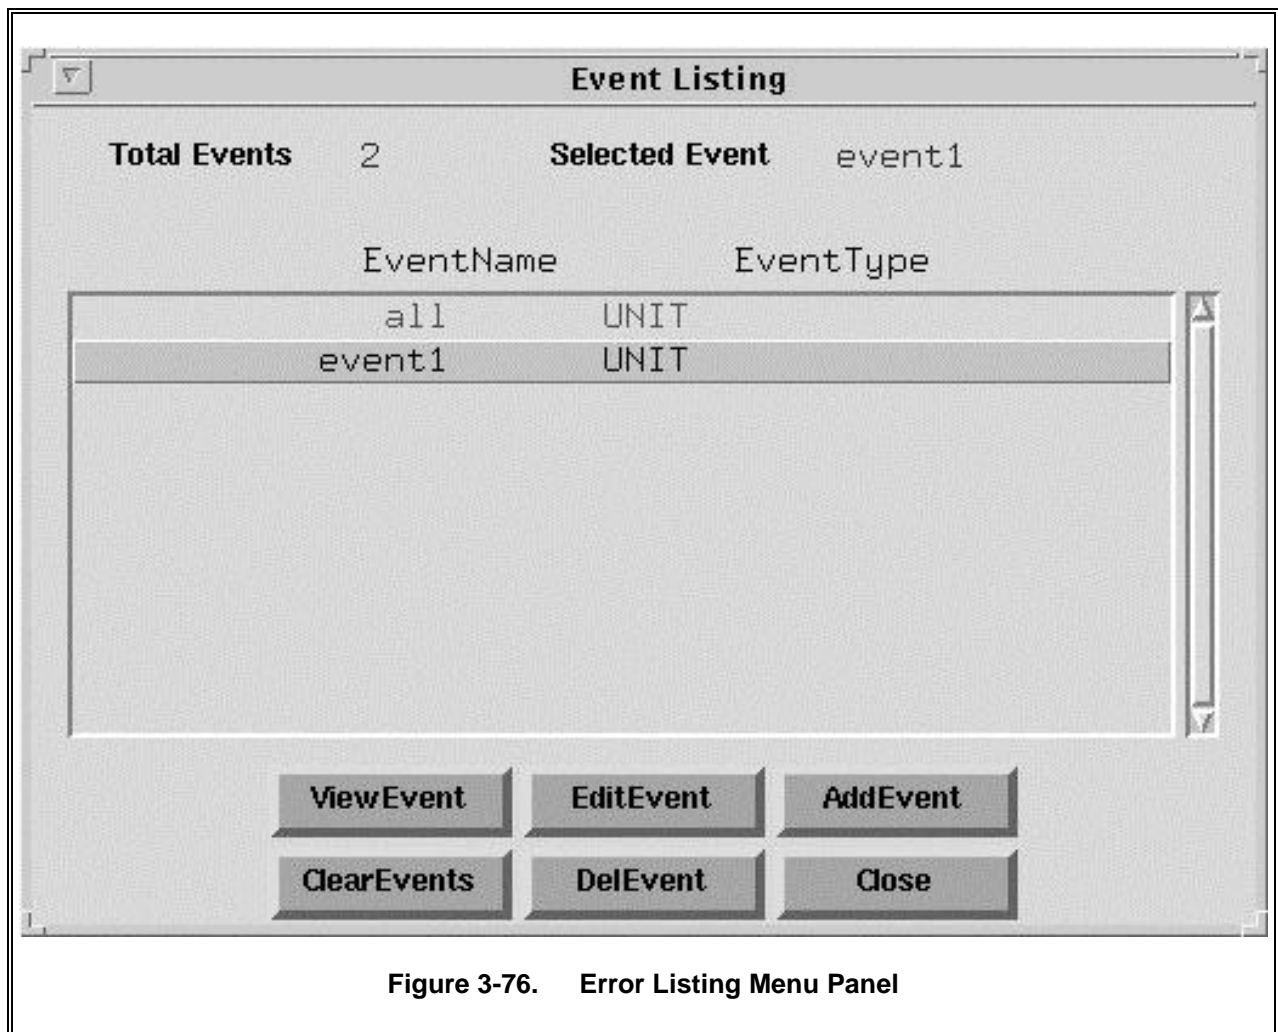 Event Listing
Total Events 2 Selected Event event1
EventName EventType
all UNIT
event1 UNIT
ViewEvent EditEvent AddEvent
ClearEvents DelEvent Close
Figure 3-76. Error Listing Menu Panel